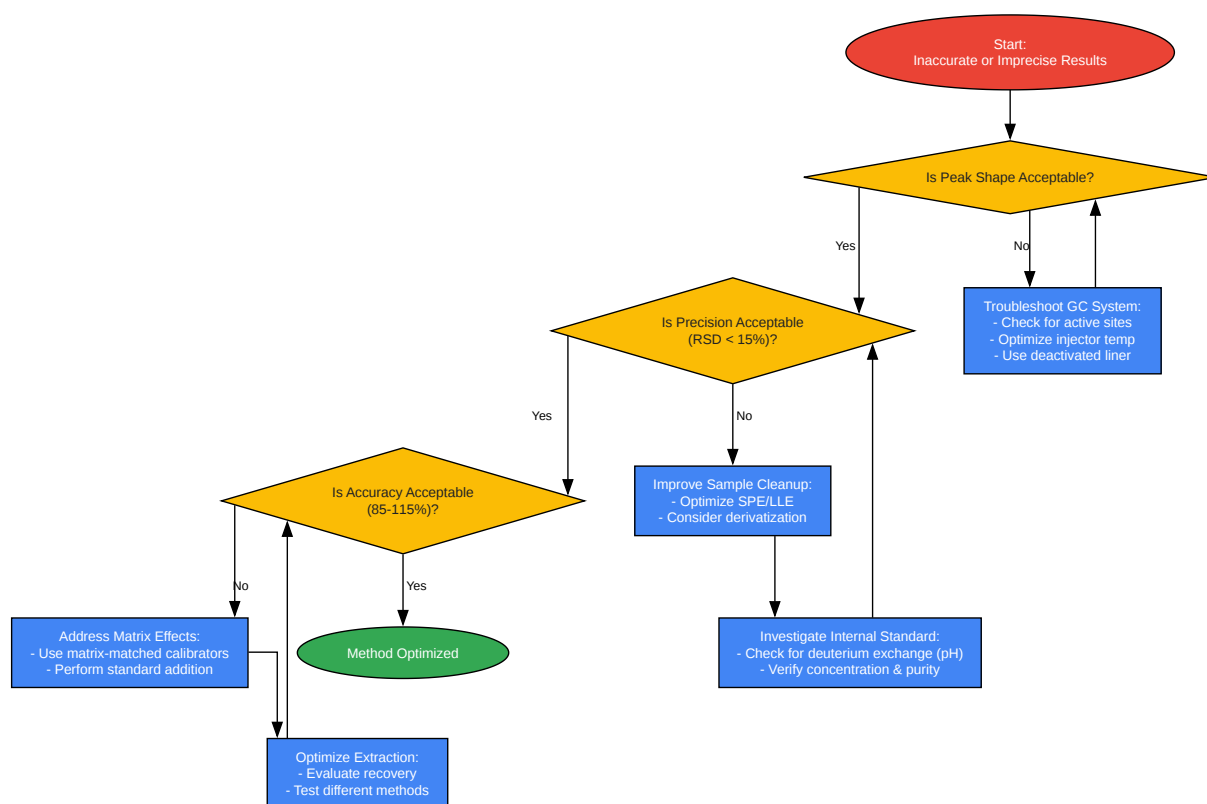 Start:
Inaccurate or Imprecise Results
Is Peak Shape Acceptable?
Yes
No
Troubleshoot GC System:
- Check for active sites
- Optimize injector temp
- Use deactivated liner
Is Precision Acceptable
(RSD < 15%)?
Yes
No
Improve Sample Cleanup:
- Optimize SPE/LLE
- Consider derivatization
Is Accuracy Acceptable
(85-115%)?
No
Yes
Address Matrix Effects:
- Use matrix-matched calibrators
- Perform standard addition
Method Optimized
Investigate Internal Standard:
- Check for deuterium exchange (pH)
- Verify concentration & purity
Optimize Extraction:
- Evaluate recovery
- Test different methods